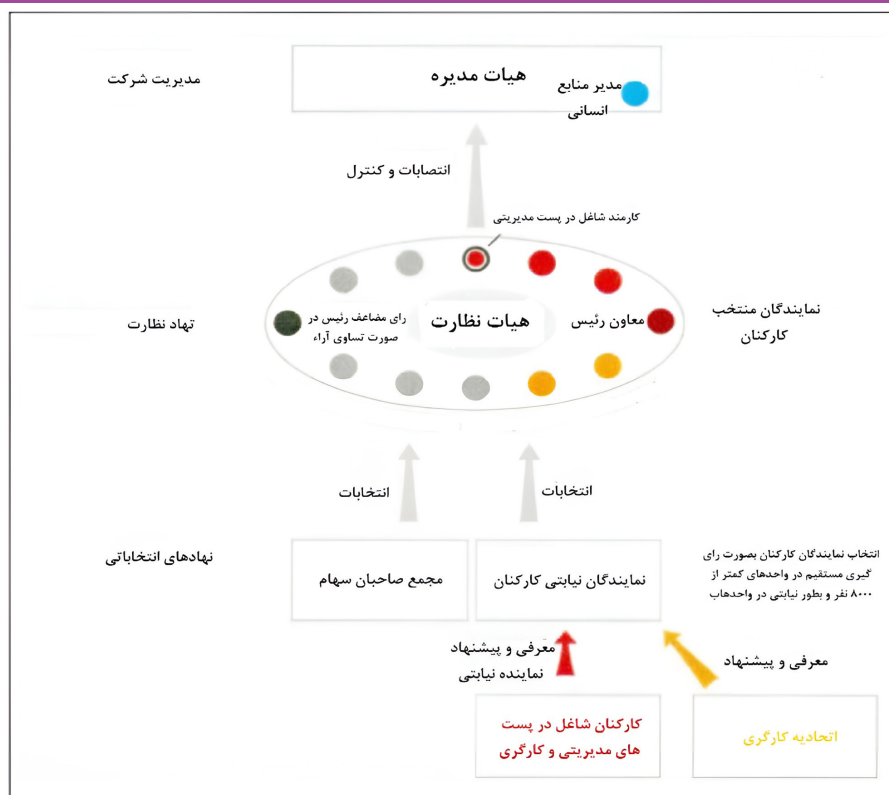 هیات مدیره
مدیر منابع
انسانی
مدیریت شرکت
انتصابات و کنترل
کارمند شاغل در پست مدیریتی
نمایندگان منتخب
کارکنان
معاون رئیس
هیات نظارت
رای مضاعف رئیس در
صورت تساوی آراء
تهاد نظارت
انتخابات
انتخابات
انتخاب نمایندگان کارکنان بصورت رای
گیری مستقیم در واحدهای کمتر از
۸۰۰۰ نفر و بطور نیابتی در واحدهاب
نمایندگان نیابتی کارکنان
مجمع صاحبان سهام
نهادهای انتخاباتی
معرفی و پیشنهاد
معرفی و پیشنهاد
نماینده نیابتی
اتحادیه کارگری
کارکنان شاغل در پست
های مدیریتی و کارگری